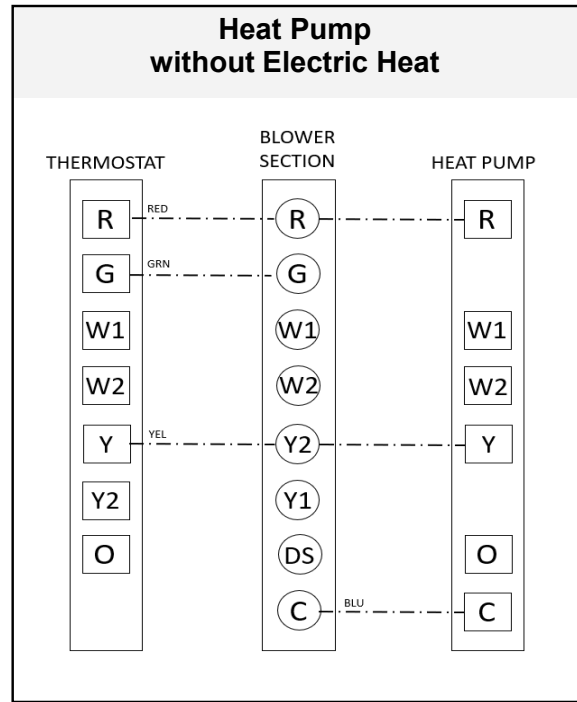 Heat Pump
without Electric Heat
THERMOSTAT
BLOWER
SECTION
HEAT PUMP
R RED R R
G GRN G
W1 W1 W1
W2 W2 W2
Y YEL Y2 Y
Y2 Y1
O DS O
C BLU C